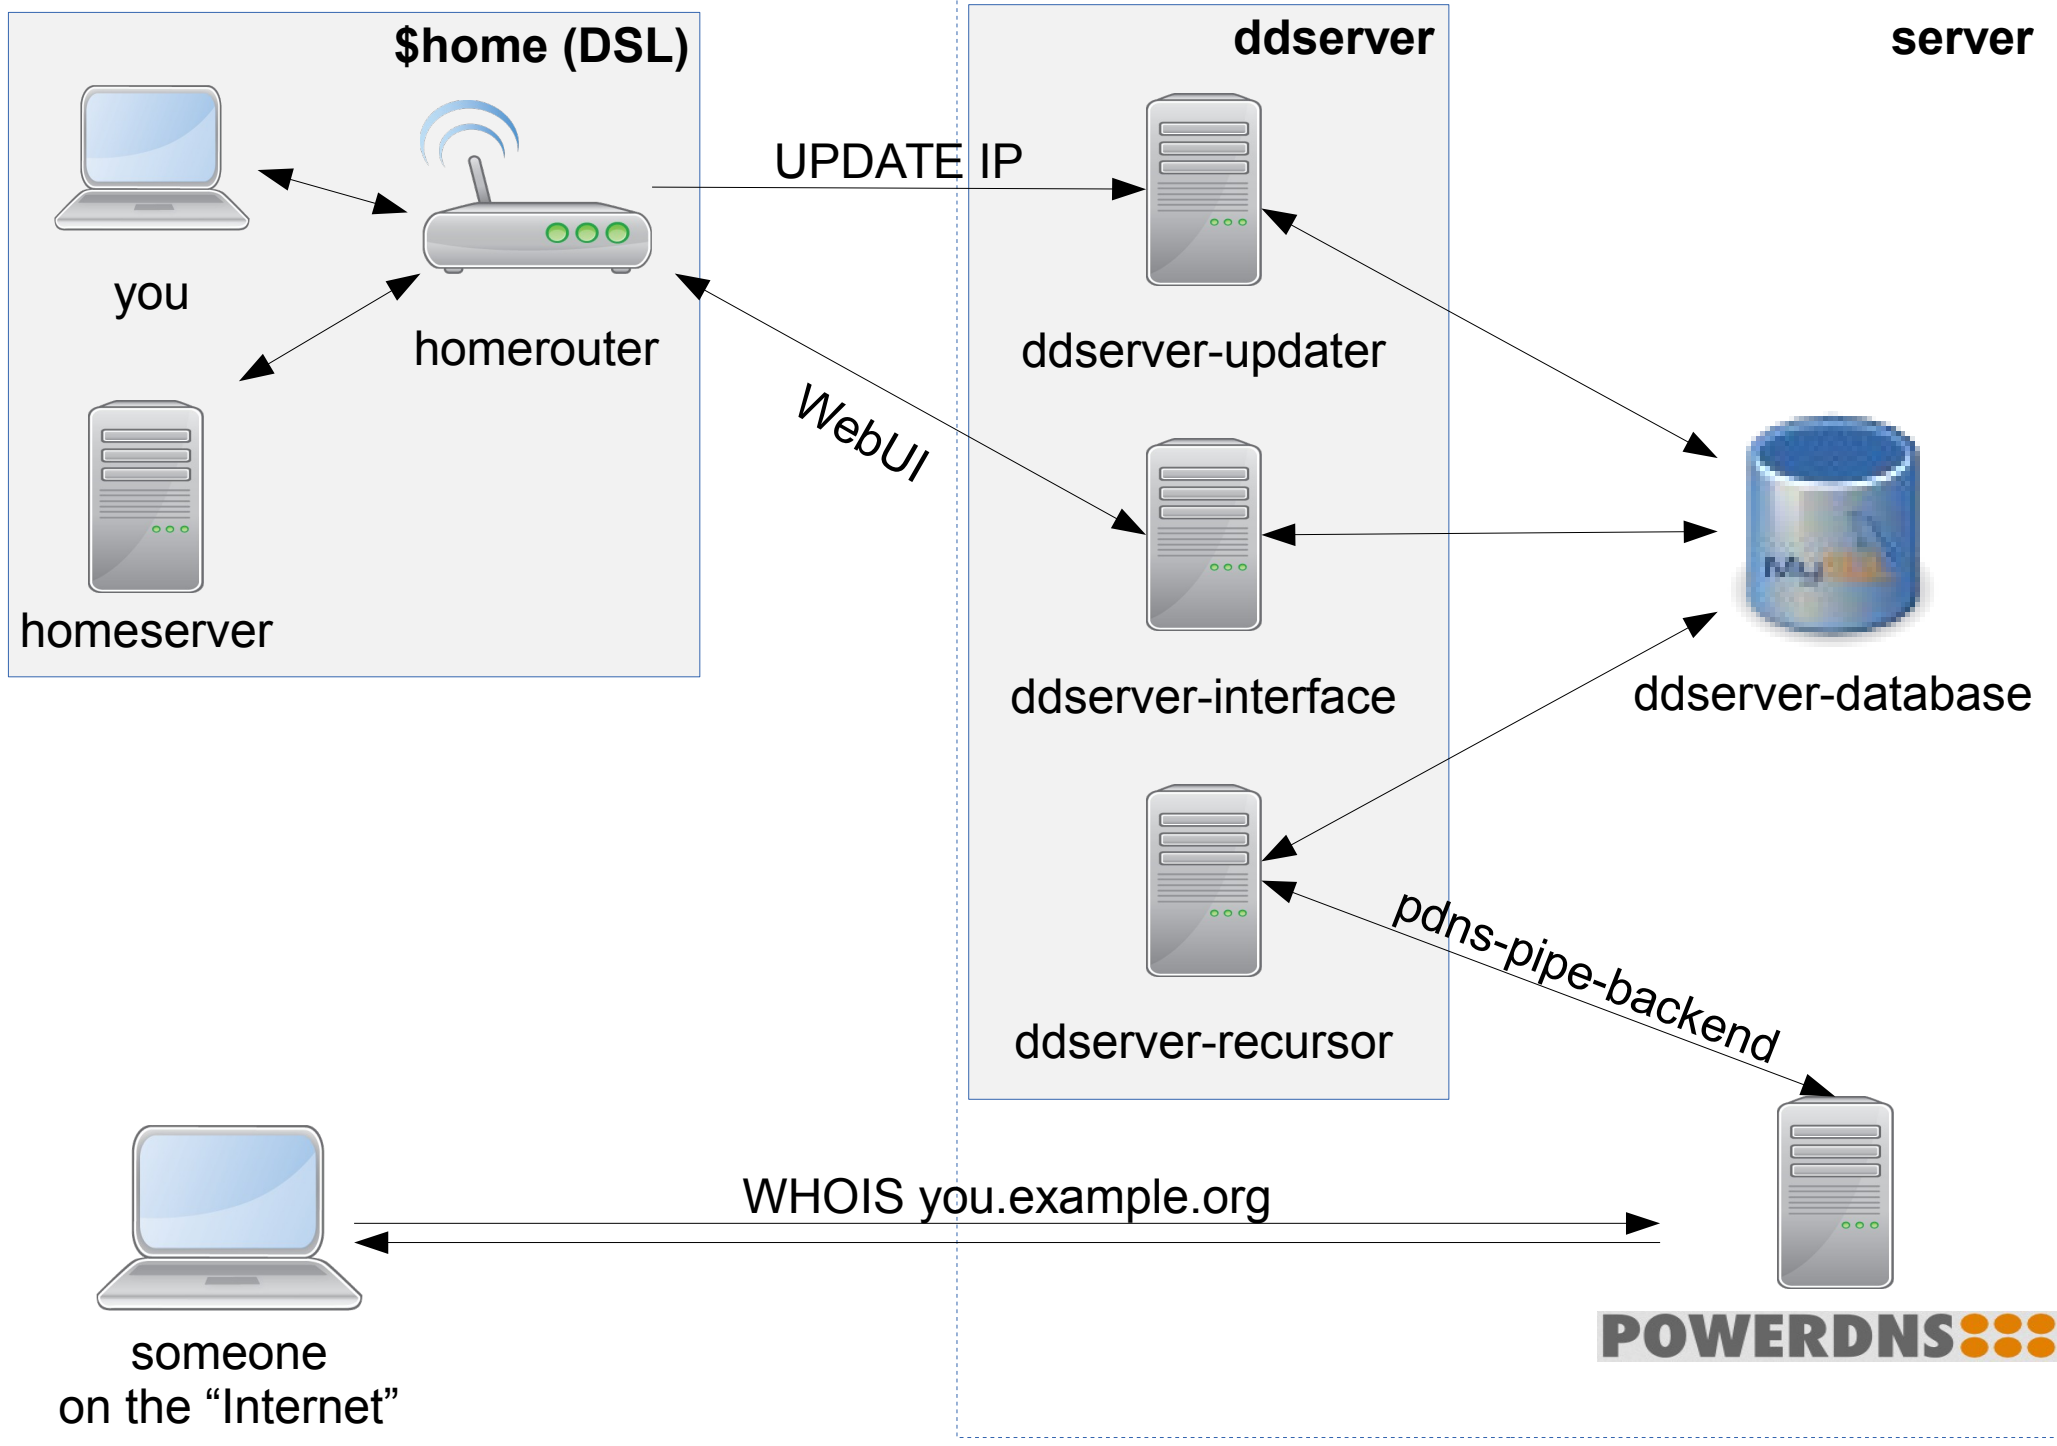 $home (DSL)
ddserver
server
you
homerouter
homeserver
UPDATE IP
WebUI
ddserver-updater
ddserver-interface
ddserver-recursor
MySQL
ddserver-database
pdns-pipe-backend
WHOIS you.example.org
someone
on the “Internet”
POWERDNS